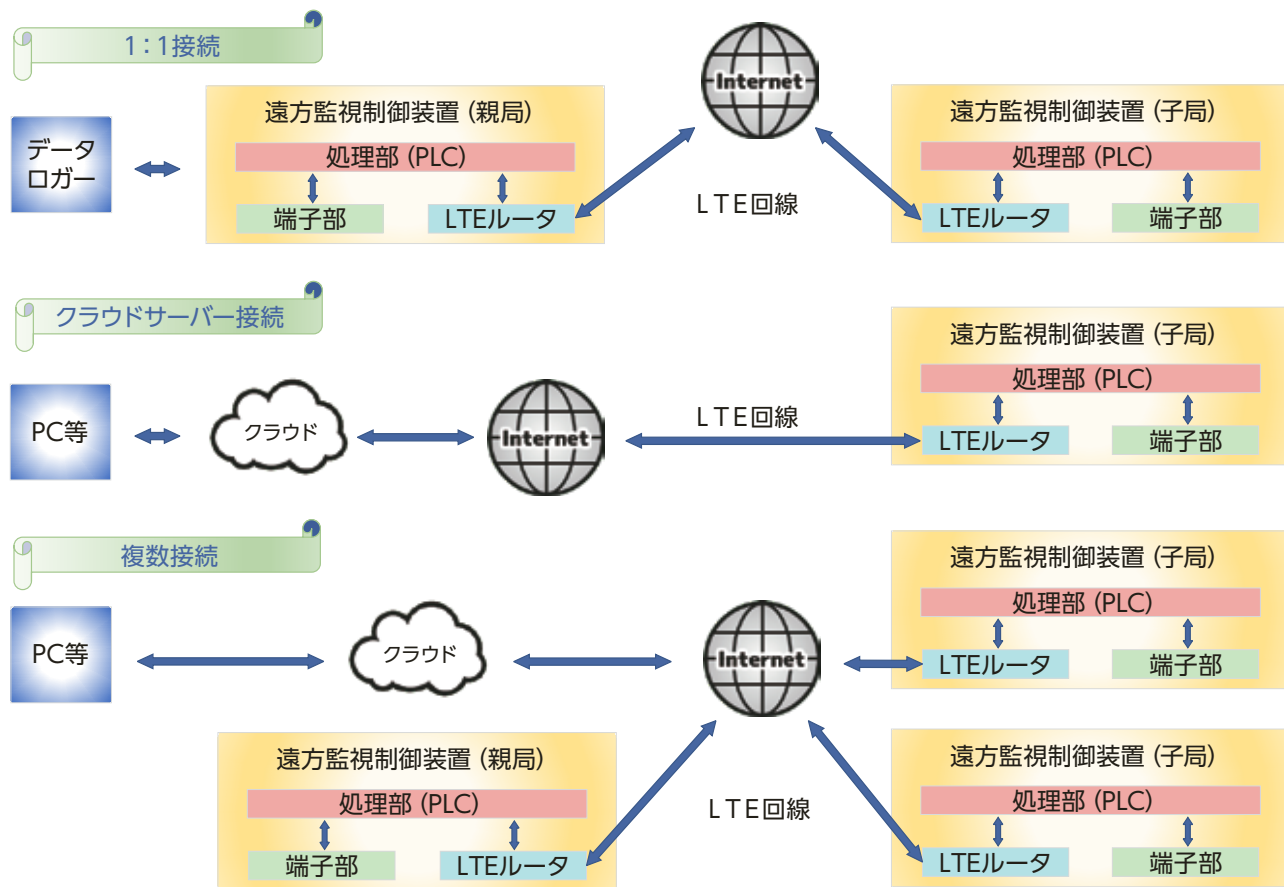 1：1接続
データ
ロガー
遠方監視制御装置 (親局)
処理部 (PLC)
端子部
LTEルータ
Internet
LTE回線
遠方監視制御装置 (子局)
処理部 (PLC)
LTEルータ
端子部
クラウドサーバー接続
PC等
クラウド
Internet
LTE回線
遠方監視制御装置 (子局)
処理部 (PLC)
LTEルータ
端子部
複数接続
PC等
クラウド
Internet
遠方監視制御装置 (子局)
処理部 (PLC)
LTEルータ
端子部
遠方監視制御装置 (親局)
処理部 (PLC)
端子部
LTEルータ
LTE回線
遠方監視制御装置 (子局)
処理部 (PLC)
LTEルータ
端子部